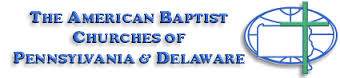 The American Baptist
Churches of
Pennsylvania & Delaware